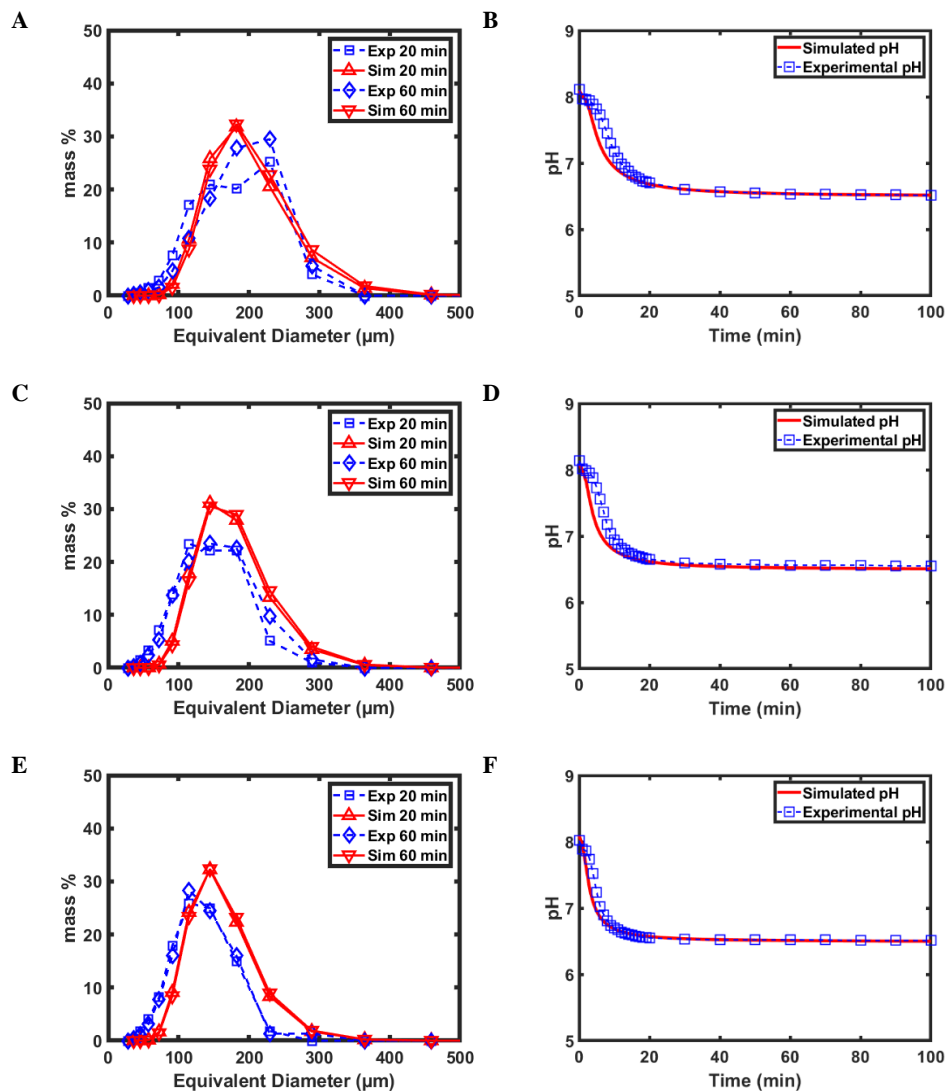 A
50
40
30
20
10
0
mass %
Exp 20 min
Sim 20 min
Exp 60 min
Sim 60 min
0 100 200 300 400 500
Equivalent Diameter (µm)
B
9
8
7
6
5
pH
Simulated pH
Experimental pH
0 20 40 60 80 100
Time (min)
C
50
40
30
20
10
0
mass %
Exp 20 min
Sim 20 min
Exp 60 min
Sim 60 min
0 100 200 300 400 500
Equivalent Diameter (µm)
D
9
8
7
6
5
pH
Simulated pH
Experimental pH
0 20 40 60 80 100
Time (min)
E
50
40
30
20
10
0
mass %
Exp 20 min
Sim 20 min
Exp 60 min
Sim 60 min
0 100 200 300 400 500
Equivalent Diameter (µm)
F
9
8
7
6
5
pH
Simulated pH
Experimental pH
0 20 40 60 80 100
Time (min)